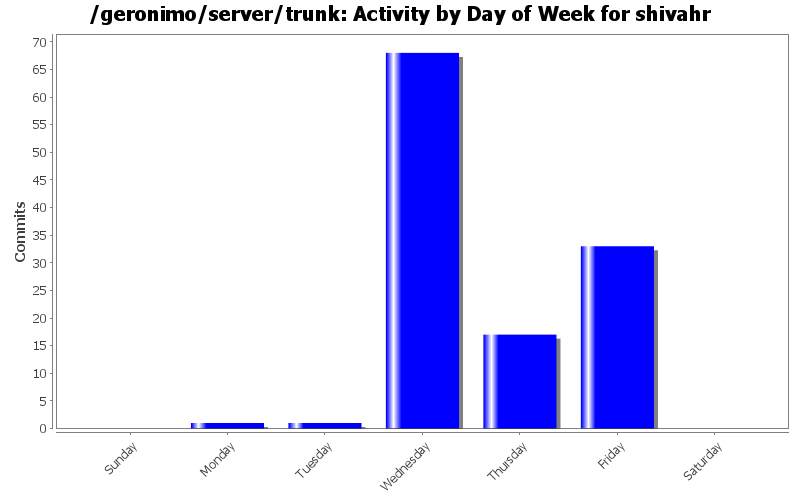 /geronimo/server/trunk: Activity by Day of Week for shivahr
70
65
60
55
50
45
40
35
30
25
20
15
10
5
0
Commits
Sunday
Monday
Tuesday
Wednesday
Thursday
Friday
Saturday